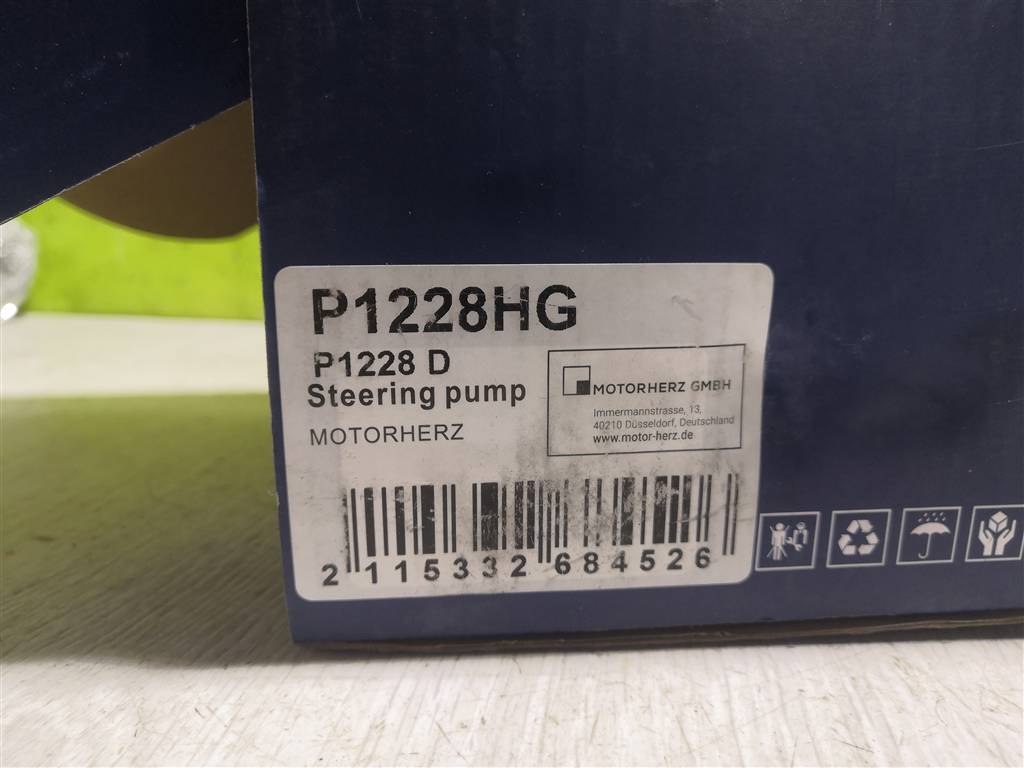 P1228HG
P1228 D
Steering pump
MOTORHERZ
MOTORHERZ GMBH
Immermannstrasse, 13,
40210 Düsseldorf, Deutschland
www.motor-herz.de
2 115332 684526